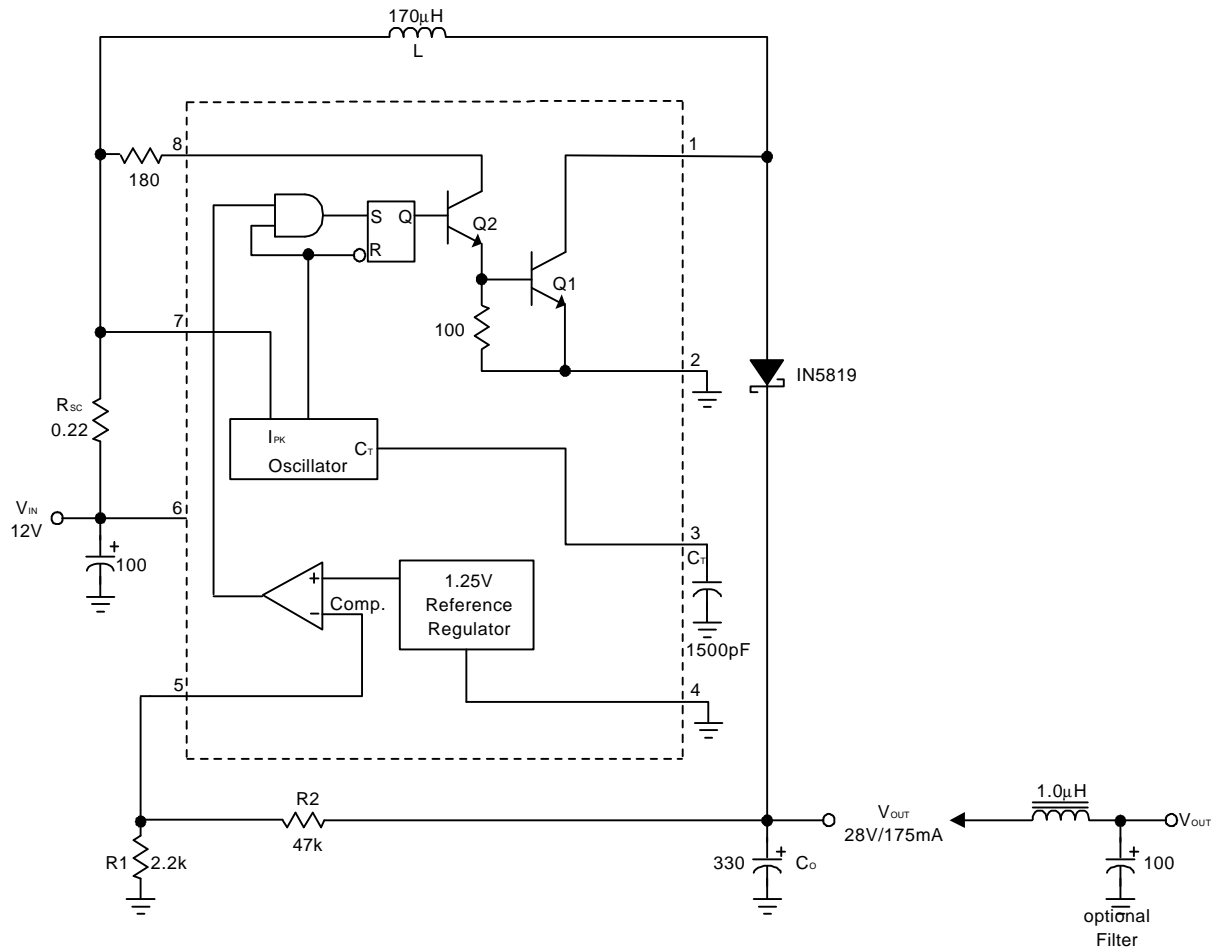 170μH
L
8
1
180
S
Q
R
Q2
Q1
100
7
2
IN5819
RSC
0.22
IPK
CT
Oscillator
VIN
12V
6
+
100
3
CT
1500pF
+
−
Comp.
1.25V
Reference
Regulator
5
4
R2
47k
R1
2.2k
330
+
CO
VOUT
28V/175mA
1.0μH
VOUT
+
100
optional
Filter